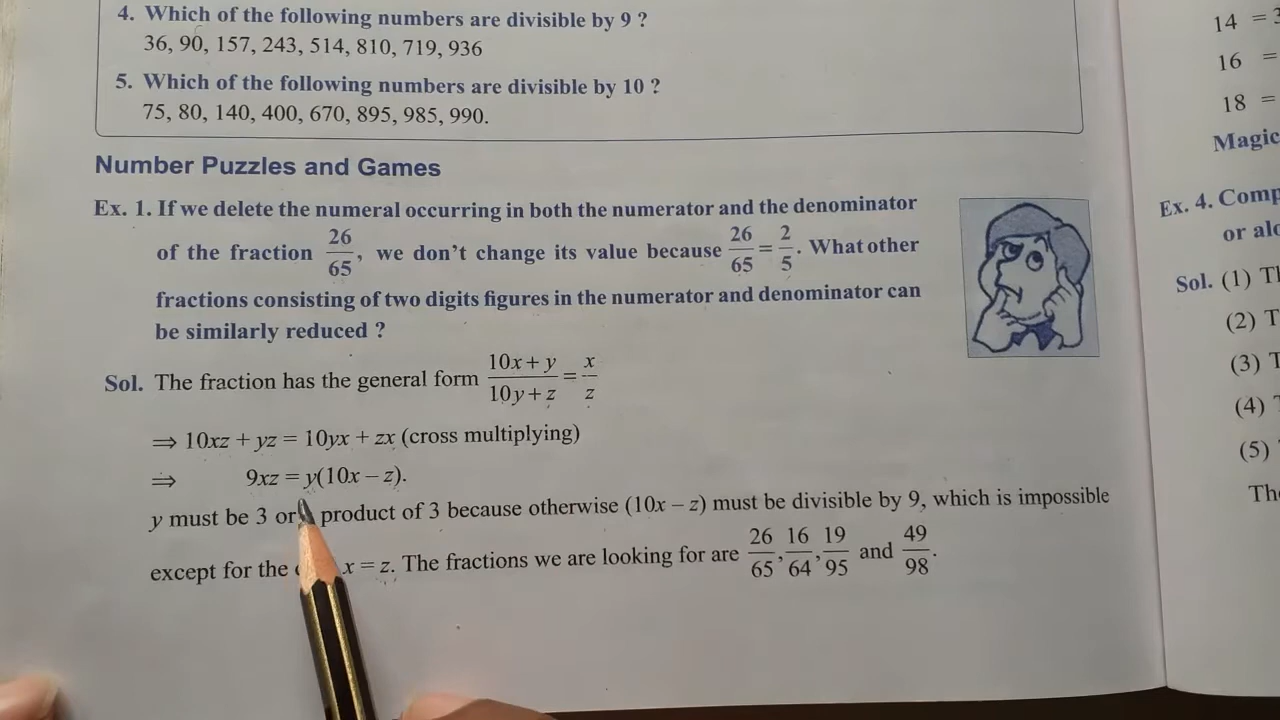 4. Which of the following numbers are divisible by 9 ?
36, 90, 157, 243, 514, 810, 719, 936
5. Which of the following numbers are divisible by 10 ?
75, 80, 140, 400, 670, 895, 985, 990.
Number Puzzles and Games
Ex. 1. If we delete the numeral occurring in both the numerator and the denominator
of the fraction 26/65, we don't change its value because 26/65 = 2/5. What other
fractions consisting of two digits figures in the numerator and denominator can
be similarly reduced ?
Sol. The fraction has the general form (10x + y)/(10y + z) = x/z
⇒ 10xz + yz = 10yx + zx (cross multiplying)
⇒ 9xz = y(10x – z).
y must be 3 or product of 3 because otherwise (10x – z) must be divisible by 9, which is impossible
except for the x = z. The fractions we are looking for are 26/65, 16/64, 19/95 and 49/98.
14 =
16 =
18 =
Magic
Ex. 4. Comp
or
Sol. (1)
(2)
(3)
(4)
(5)